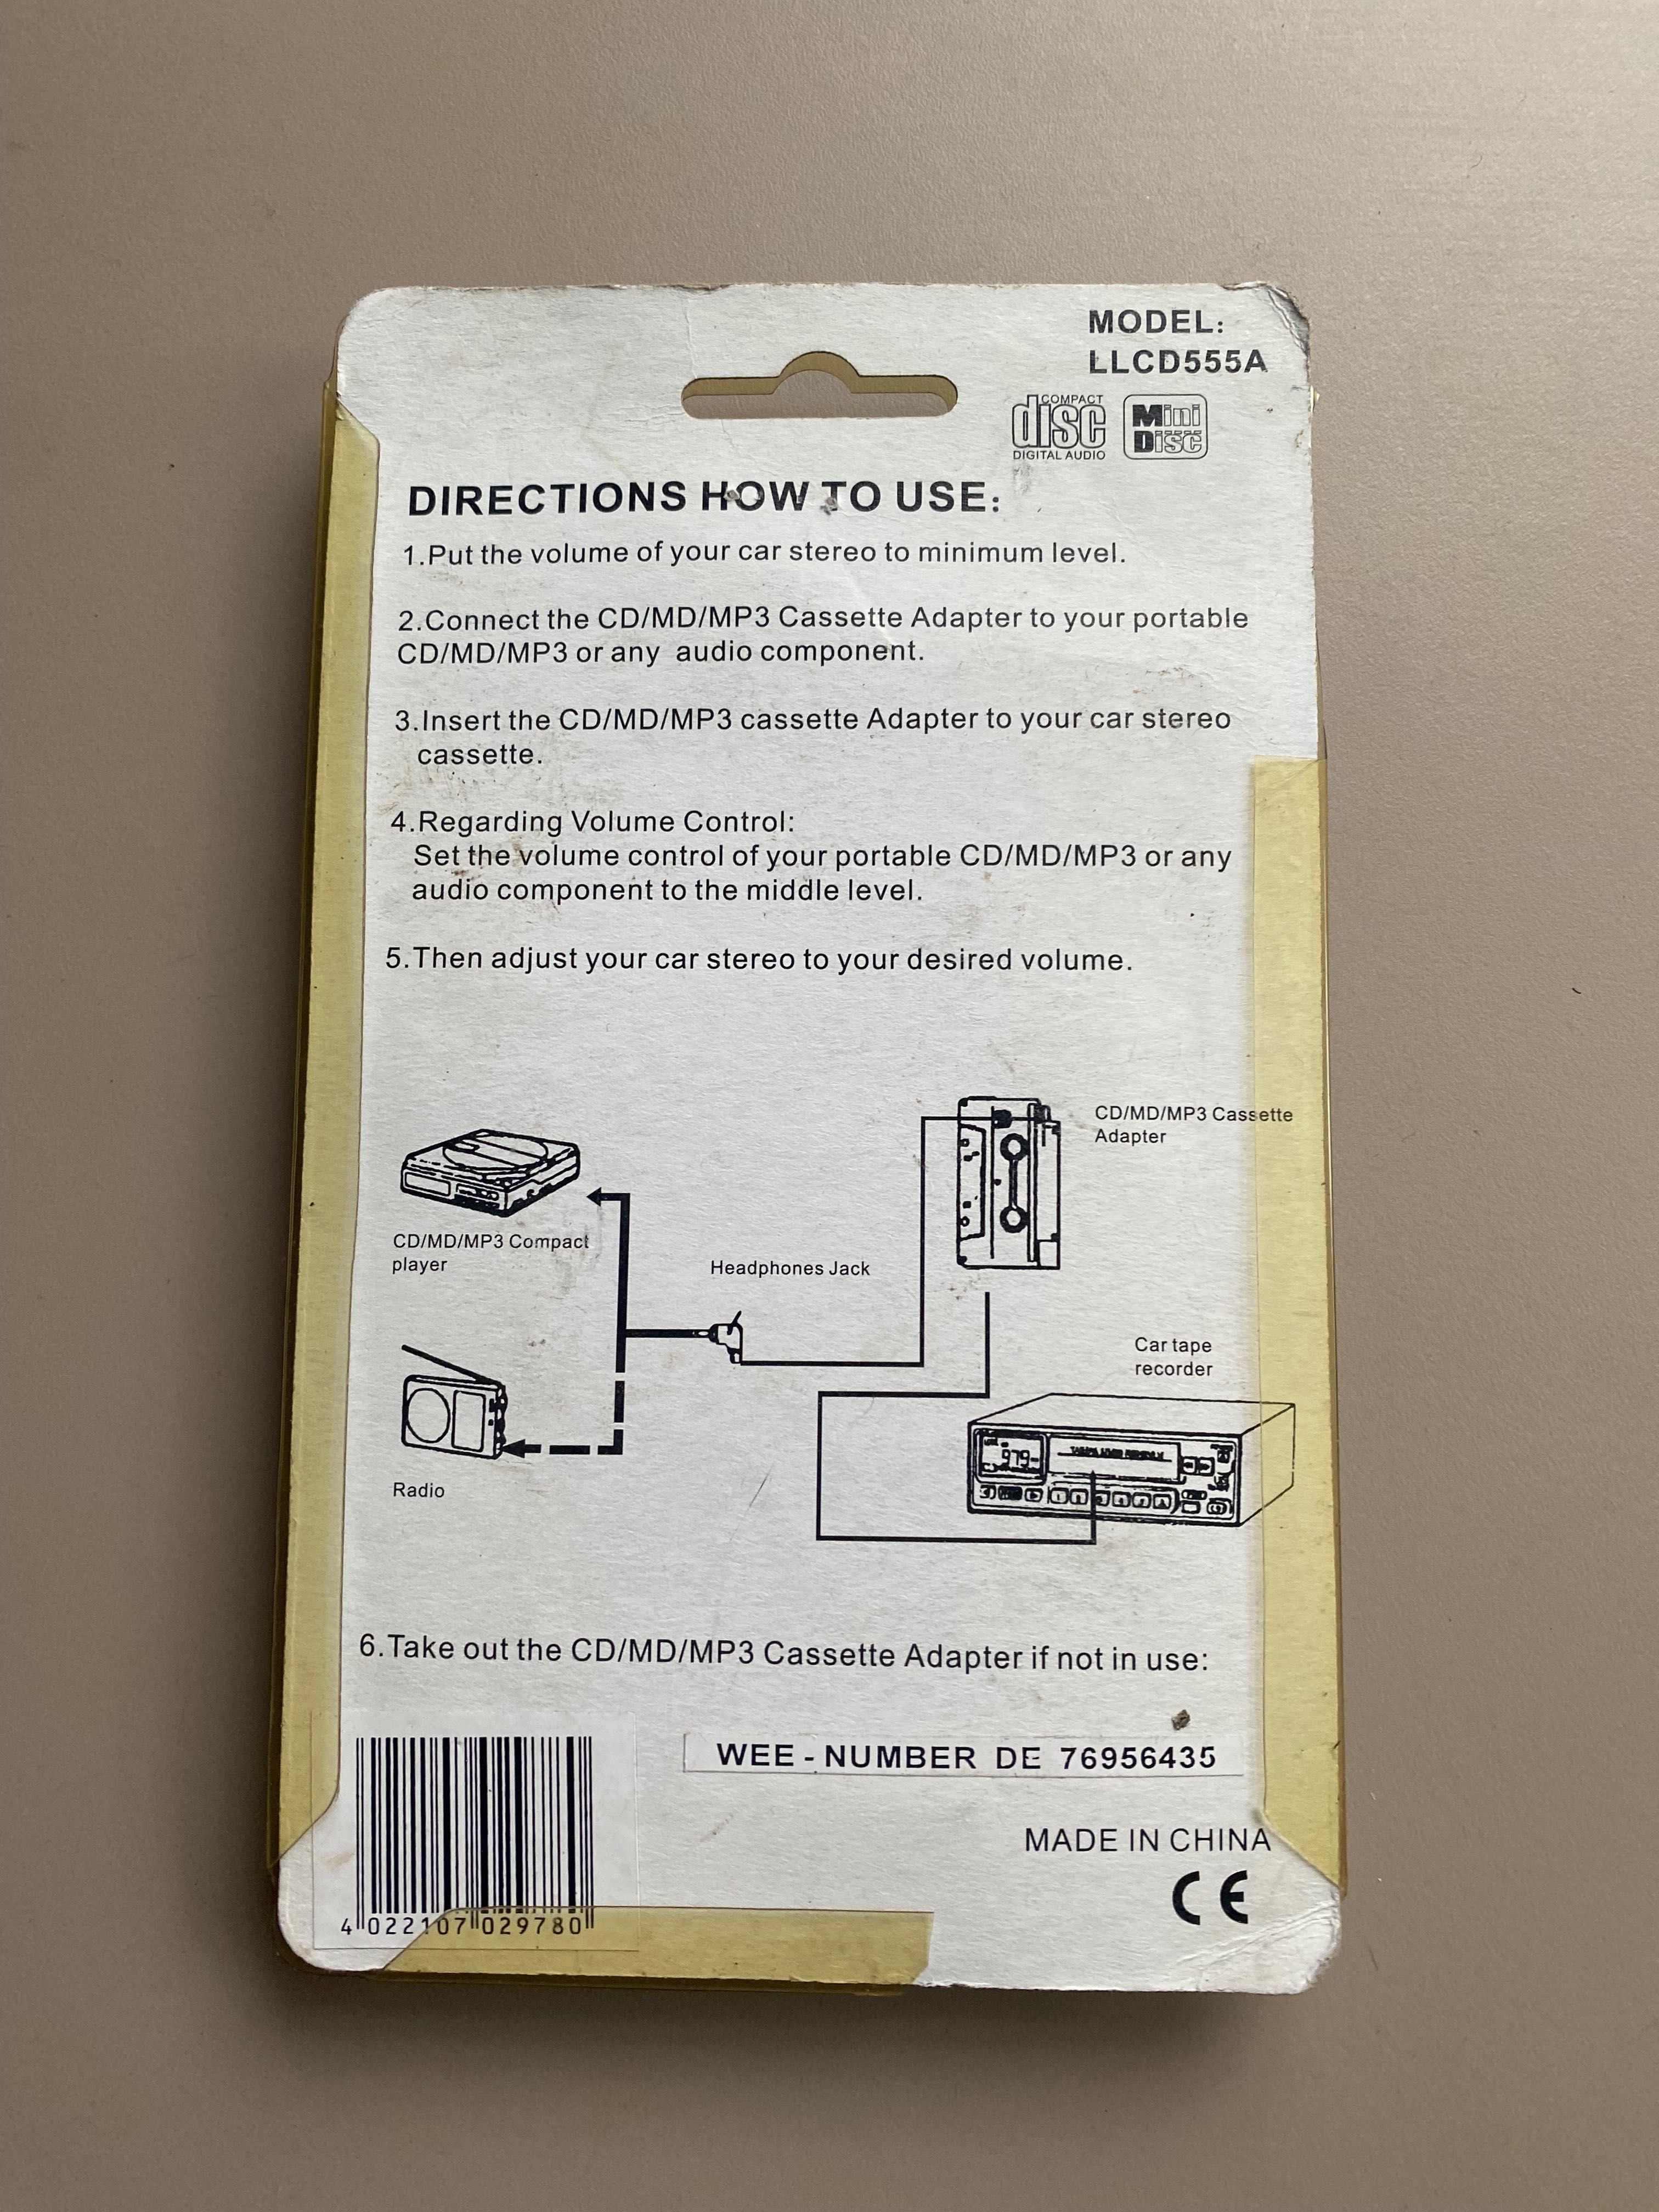 MODEL:
LLCD555A
COMPACT
disc
DIGITAL AUDIO
Mini
Disc
DIRECTIONS HOW TO USE:
1.Put the volume of your car stereo to minimum level.
2.Connect the CD/MD/MP3 Cassette Adapter to your portable
CD/MD/MP3 or any audio component.
3.Insert the CD/MD/MP3 cassette Adapter to your car stereo
cassette.
4.Regarding Volume Control:
Set the volume control of your portable CD/MD/MP3 or any
audio component to the middle level.
5.Then adjust your car stereo to your desired volume.
CD/MD/MP3 Cassette
Adapter
CD/MD/MP3 Compact
player
Headphones Jack
Car tape
recorder
979
Radio
6.Take out the CD/MD/MP3 Cassette Adapter if not in use:
WEE - NUMBER DE 76956435
MADE IN CHINA
CE
4 022107 029780